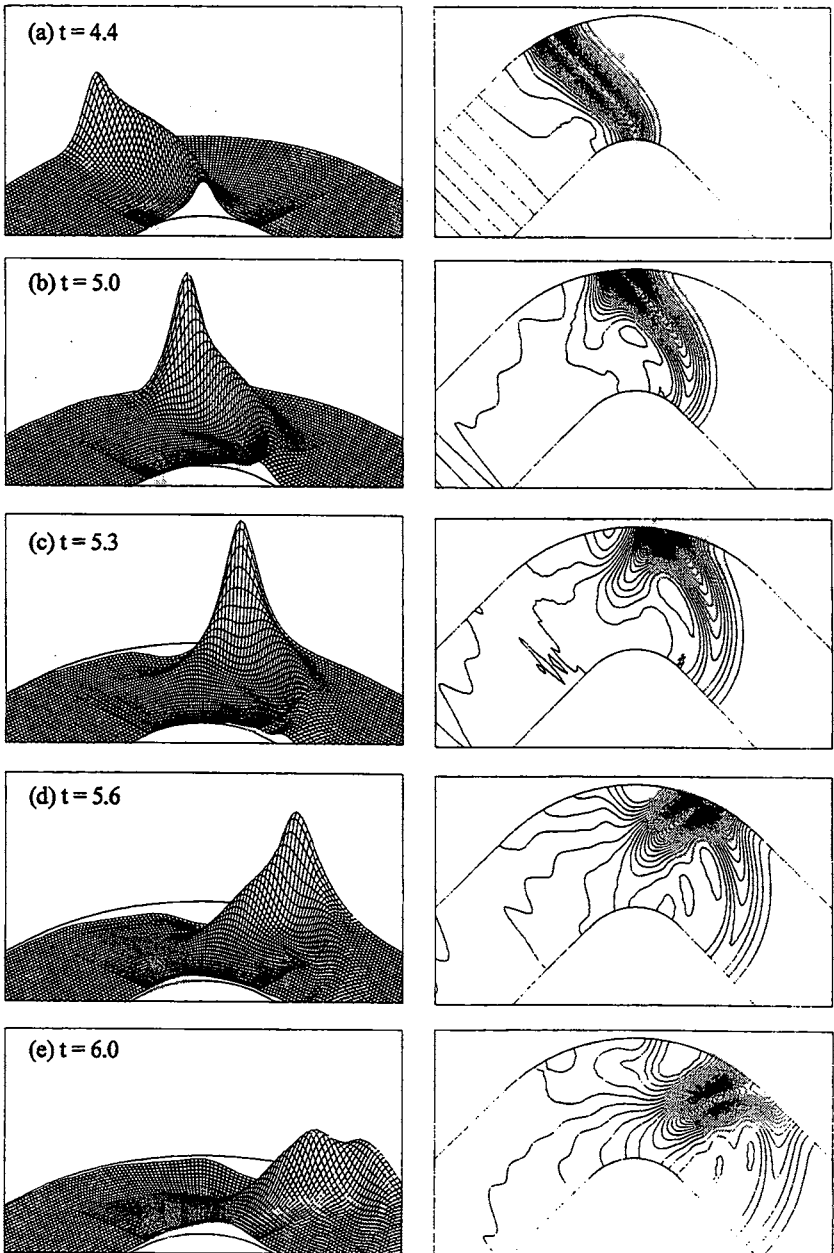 (a) t = 4.4
(b) t = 5.0
(c) t = 5.3
(d) t = 5.6
(e) t = 6.0